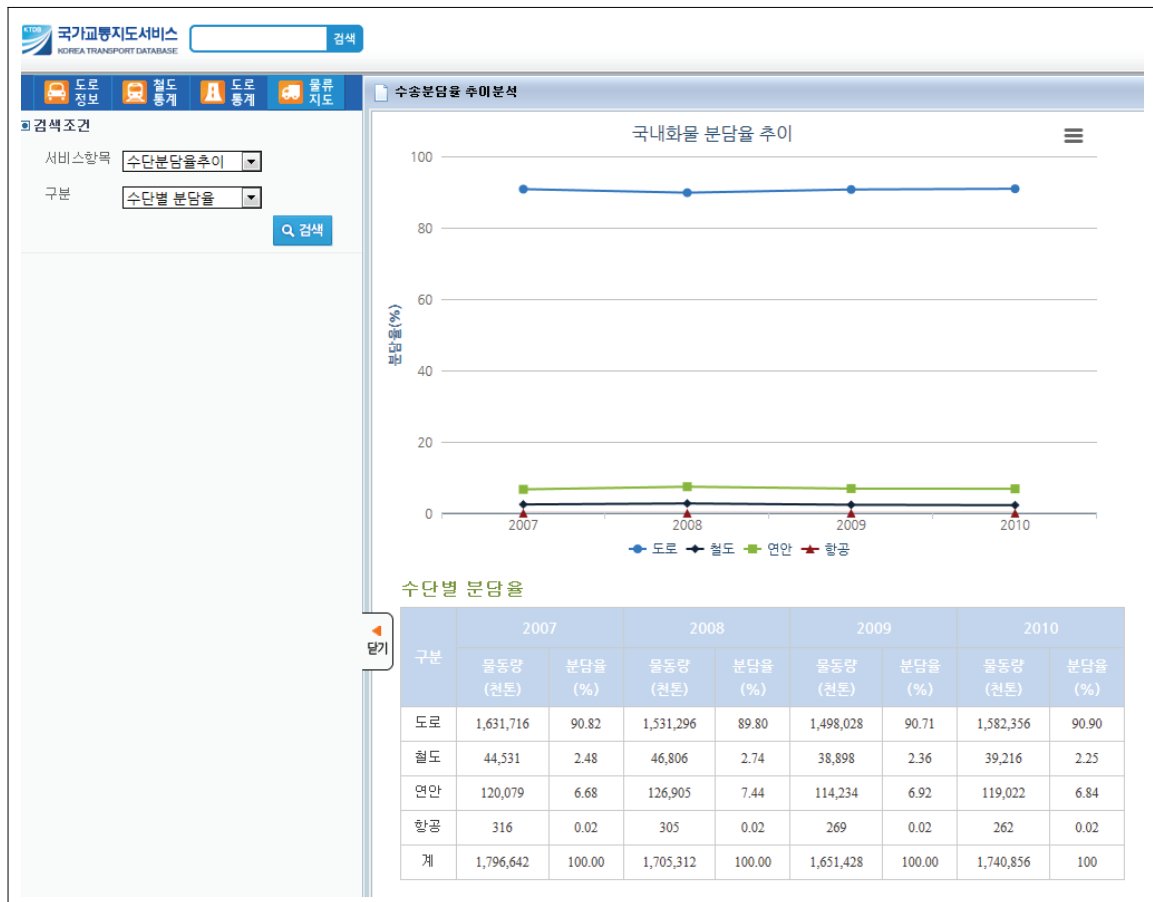 KTDB
국가교통지도서비스
KOREA TRANSPORT DATABASE
검색
도로
정보
철도
통계
도로
통계
물류
지도
검색조건
서비스항목 수단분담율추이
구분 수단별 분담율
검색
닫기
수송분담율 추이분석
국내화물 분담율 추이
분담율(%)
100
80
60
40
20
0
2007 2008 2009 2010
도로 철도 연안 항공
수단별 분담율
구분 2007 2008 2009 2010
물동량 (천톤) 분담율 (%) 물동량 (천톤) 분담율 (%) 물동량 (천톤) 분담율 (%) 물동량 (천톤) 분담율 (%)
도로 1,631,716 90.82 1,531,296 89.80 1,498,028 90.71 1,582,356 90.90
철도 44,531 2.48 46,806 2.74 38,898 2.36 39,216 2.25
연안 120,079 6.68 126,905 7.44 114,234 6.92 119,022 6.84
항공 316 0.02 305 0.02 269 0.02 262 0.02
계 1,796,642 100.00 1,705,312 100.00 1,651,428 100.00 1,740,856 100